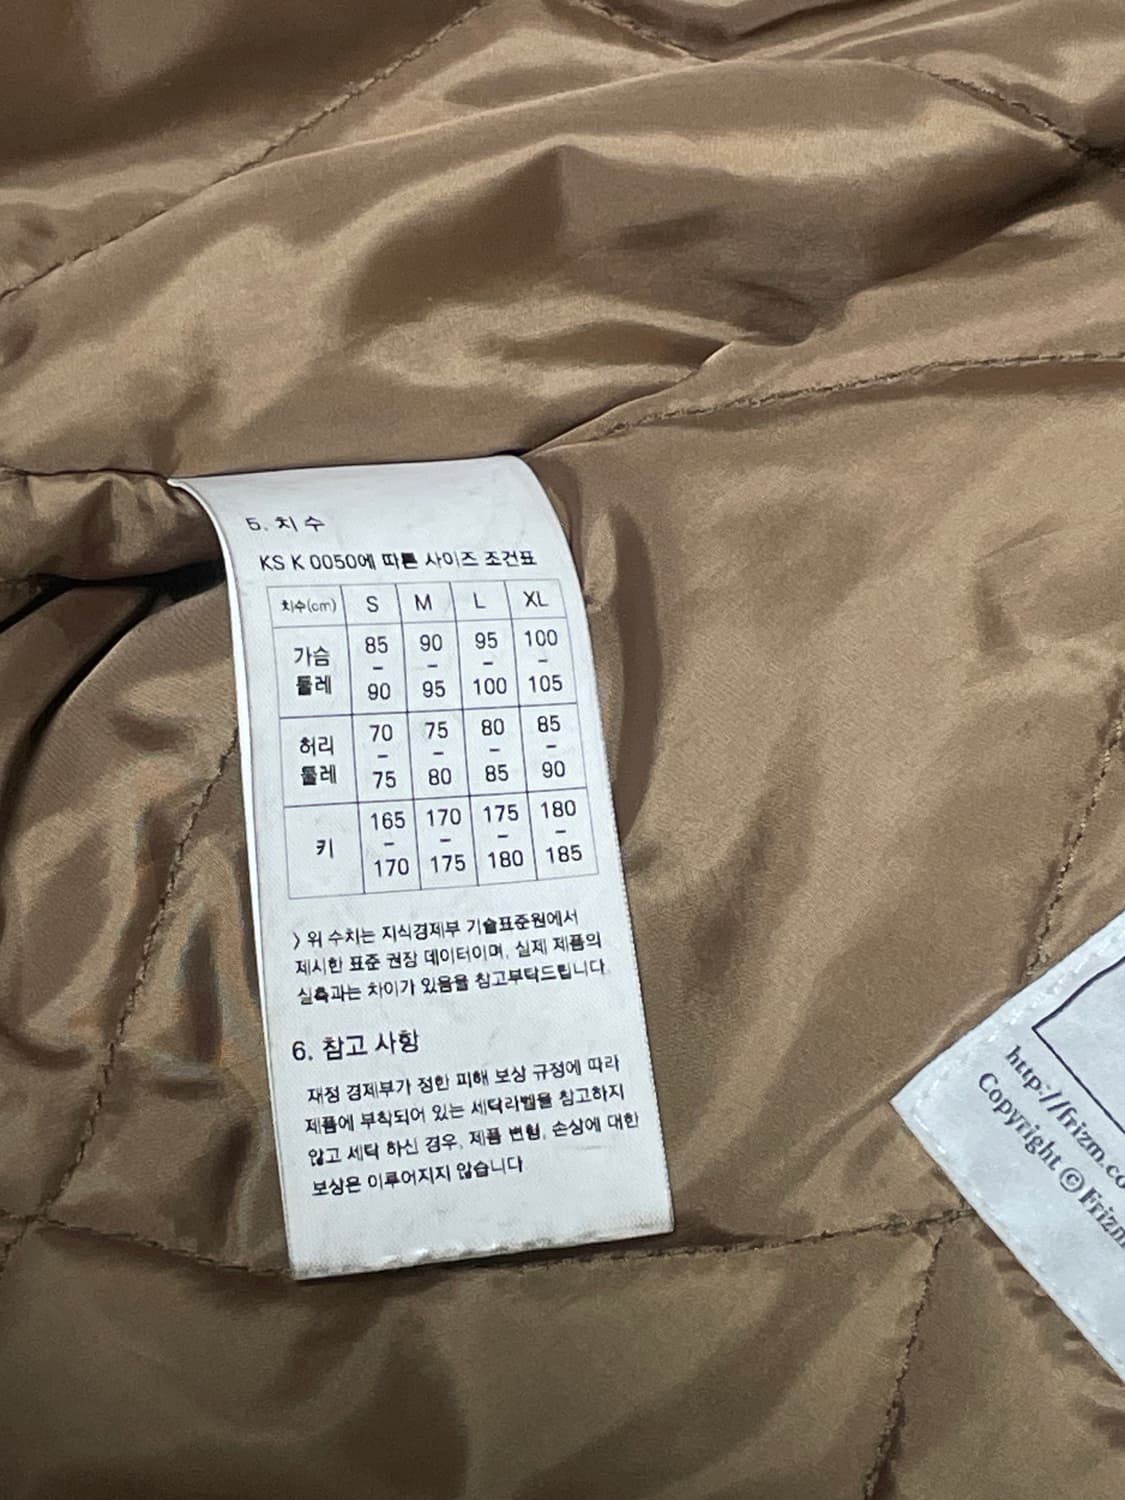 5. 치 수
KS K 0050에 따른 사이즈 조건표
치수(cm) S M L XL
가슴 둘레 85 - 90 90 - 95 95 - 100 100 - 105
허리 둘레 70 - 75 75 - 80 80 - 85 85 - 90
키 165 - 170 170 - 175 175 - 180 180 - 185
〉위 수치는 지식경제부 기술표준원에서
제시한 표준 권장 데이터이며, 실제 제품의
실측과는 차이가 있음을 참고부탁드립니다.
6. 참고 사항
재정 경제부가 정한 피해 보상 규정에 따라
제품에 부착되어 있는 세탁라벨을 참고하지
않고 세탁 하신 경우, 제품 변형, 손상에 대한
보상은 이루어지지 않습니다
http://frizm.co
Copyright © Frizm